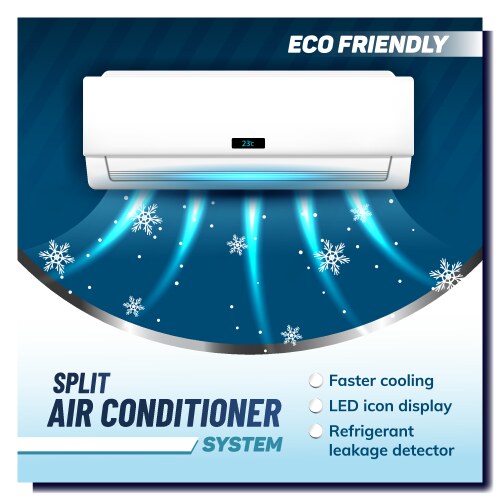 ECO FRIENDLY
23c
SPLIT
AIR CONDITIONER
SYSTEM
Faster cooling
LED icon display
Refrigerant
leakage detector